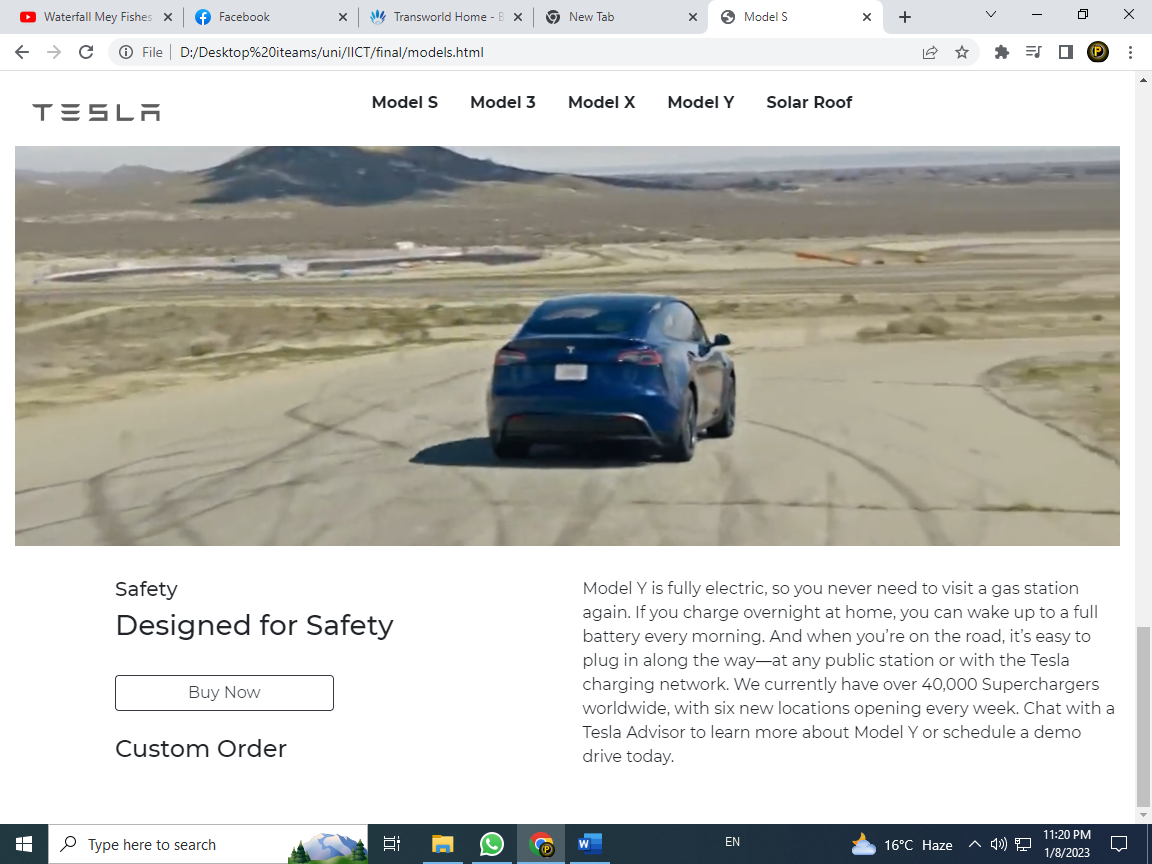 Waterfall Mey Fishes
Facebook
Transworld Home - B
New Tab
Model S
File
D:/Desktop%20iteams/uni/IICT/final/models.html
TESLA
Model S Model 3 Model X Model Y Solar Roof
Safety
Designed for Safety
Buy Now
Custom Order
Model Y is fully electric, so you never need to visit a gas station
again. If you charge overnight at home, you can wake up to a full
battery every morning. And when you’re on the road, it’s easy to
plug in along the way—at any public station or with the Tesla
charging network. We currently have over 40,000 Superchargers
worldwide, with six new locations opening every week. Chat with a
Tesla Advisor to learn more about Model Y or schedule a demo
drive today.
Type here to search
EN
16°C Haze
11:20 PM
1/8/2023